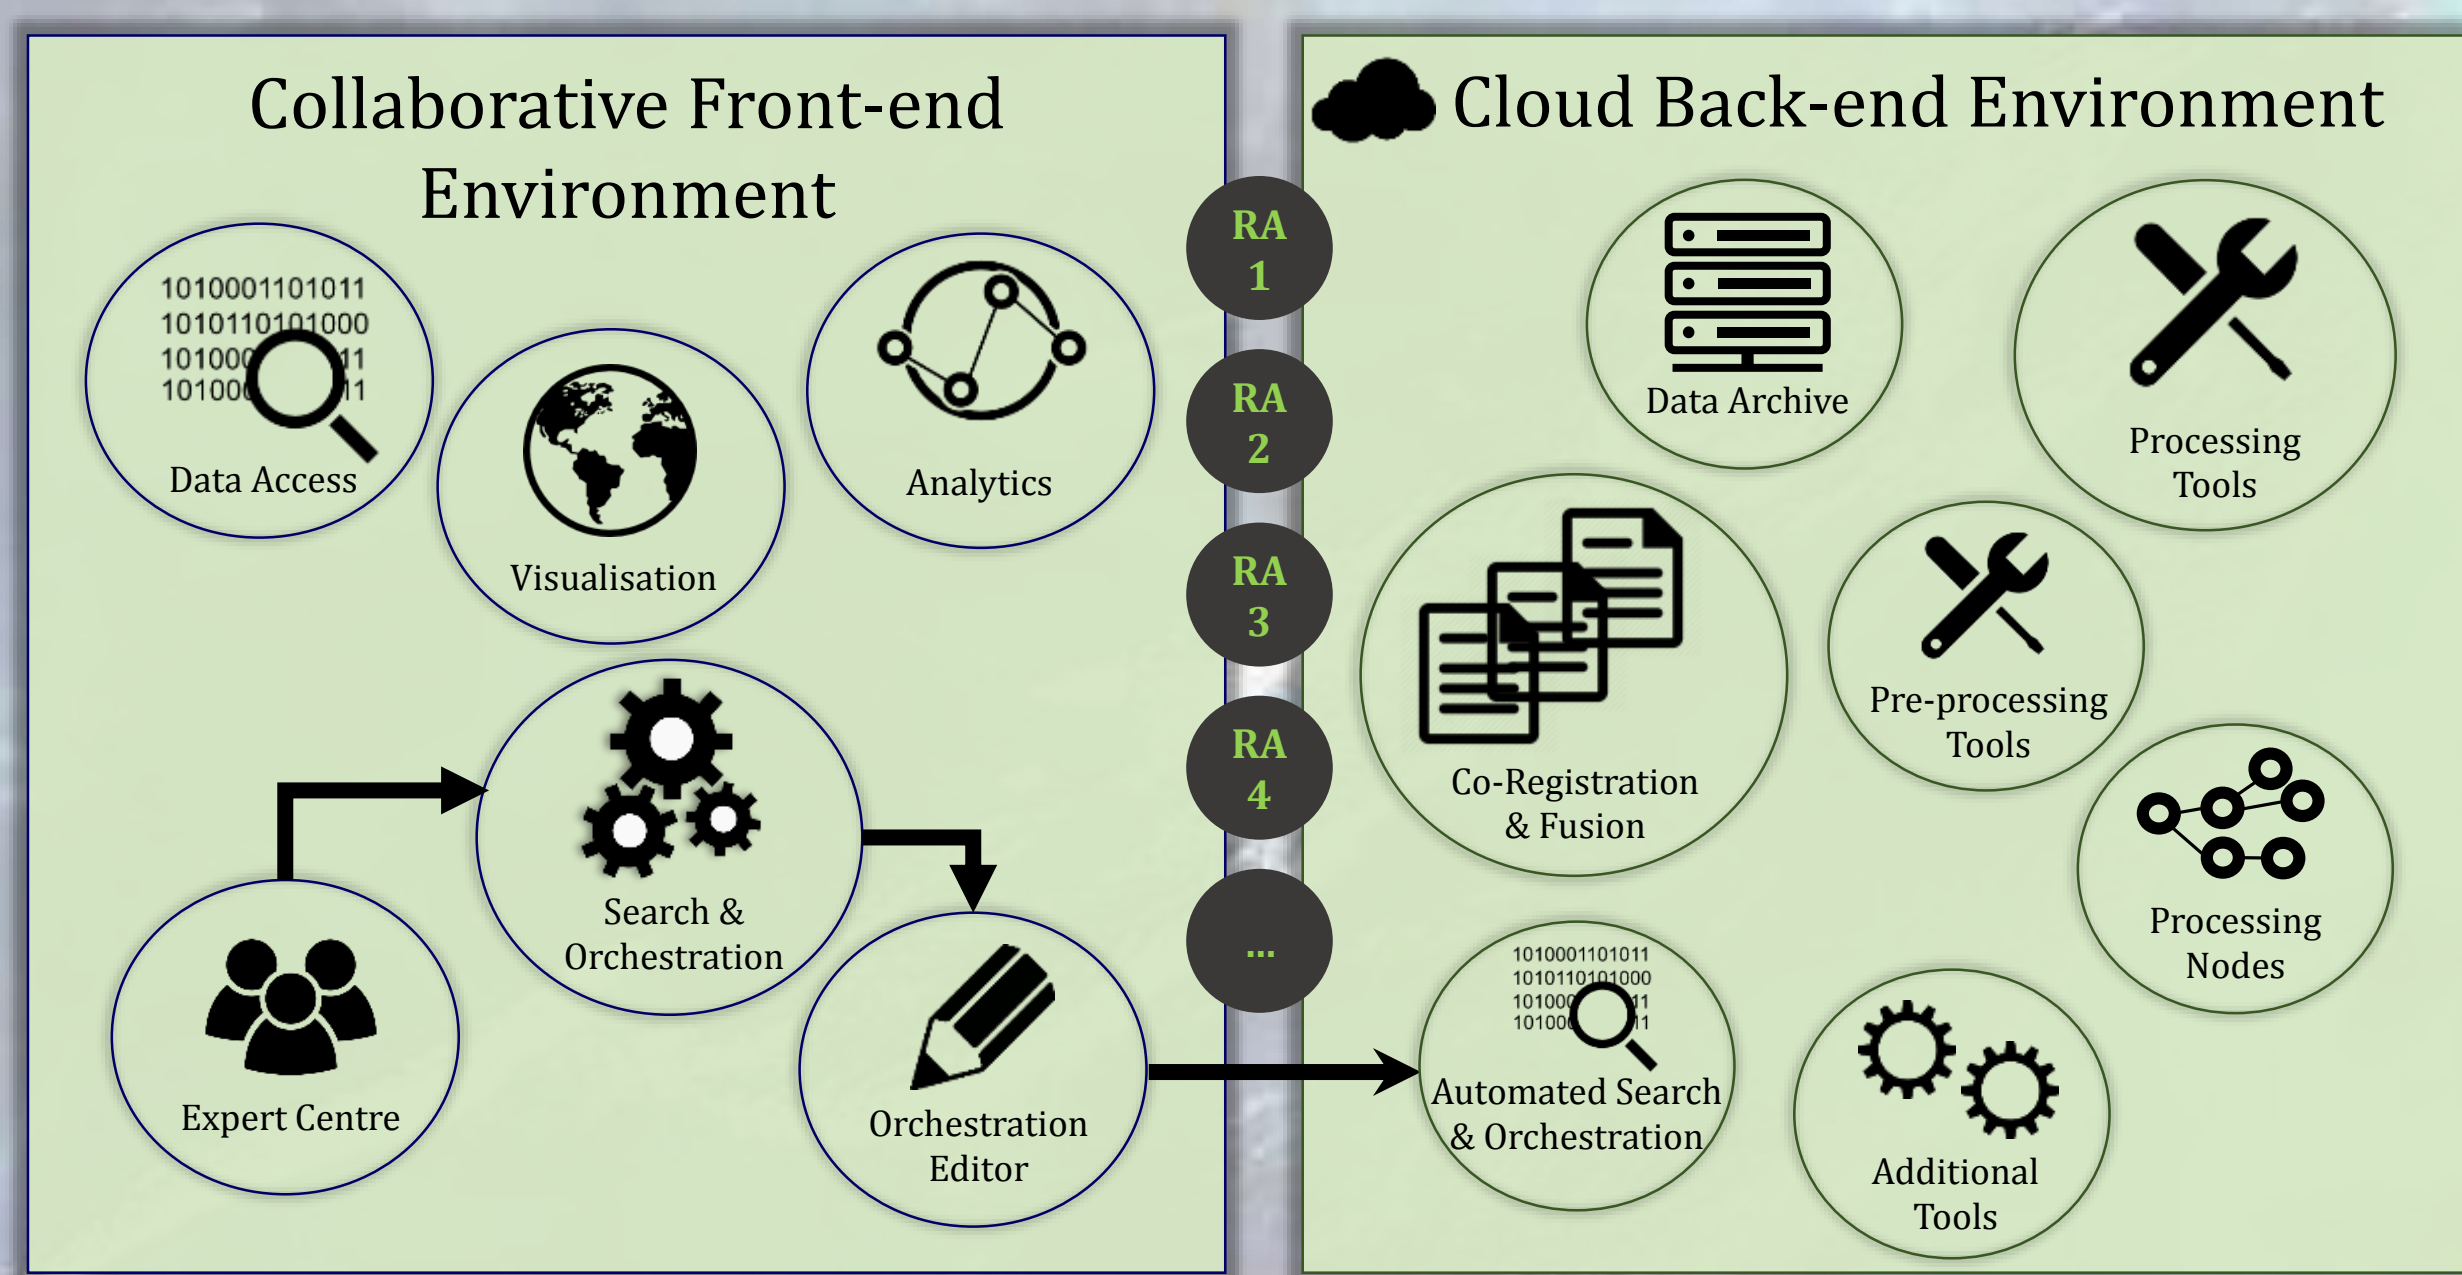 Collaborative Front-end
Environment
1010001101011
1010110101000
101000 11
101000 11
Data Access
Visualisation
Analytics
Search &
Orchestration
Expert Centre
Orchestration
Editor
RA
1
RA
2
RA
3
RA
4
...
Cloud Back-end Environment
Data Archive
Processing
Tools
Co-Registration
& Fusion
Pre-processing
Tools
Processing
Nodes
1010001101011
1010110101000
101000 11
101000 11
Automated Search
& Orchestration
Additional
Tools